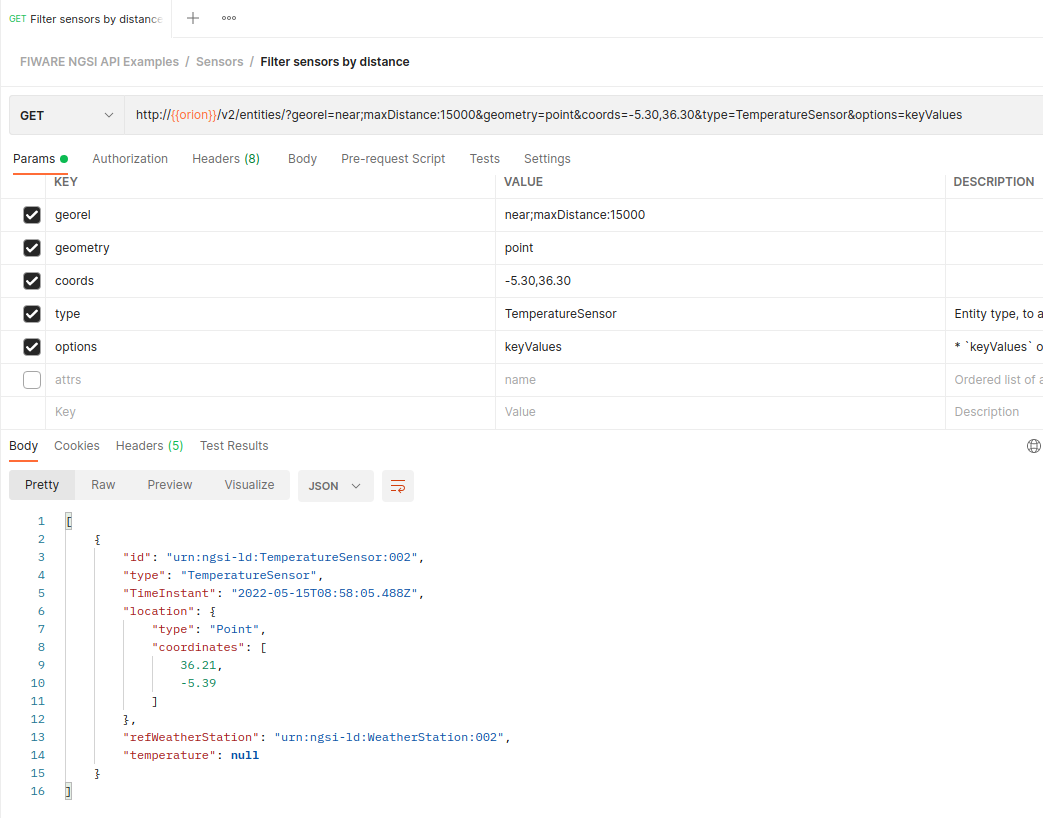 GET Filter sensors by distance
FIWARE NGSI API Examples / Sensors / Filter sensors by distance
GET http://{{orion}}/v2/entities/?georel=near;maxDistance:15000&geometry=point&coords=-5.30,36.30&type=TemperatureSensor&options=keyValues
Params Authorization Headers (8) Body Pre-request Script Tests Settings
KEY VALUE DESCRIPTION
georel near;maxDistance:15000
geometry point
coords -5.30,36.30
type TemperatureSensor Entity type, to a
options keyValues * `keyValues` o
attrs name Ordered list of a
Key Value Description
Body Cookies Headers (5) Test Results
Pretty Raw Preview Visualize JSON
1 [
2 {
3 "id": "urn:ngsi-ld:TemperatureSensor:002",
4 "type": "TemperatureSensor",
5 "TimeInstant": "2022-05-15T08:58:05.488Z",
6 "location": {
7 "type": "Point",
8 "coordinates": [
9 36.21,
10 -5.39
11 ]
12 },
13 "refWeatherStation": "urn:ngsi-ld:WeatherStation:002",
14 "temperature": null
15 }
16 ]